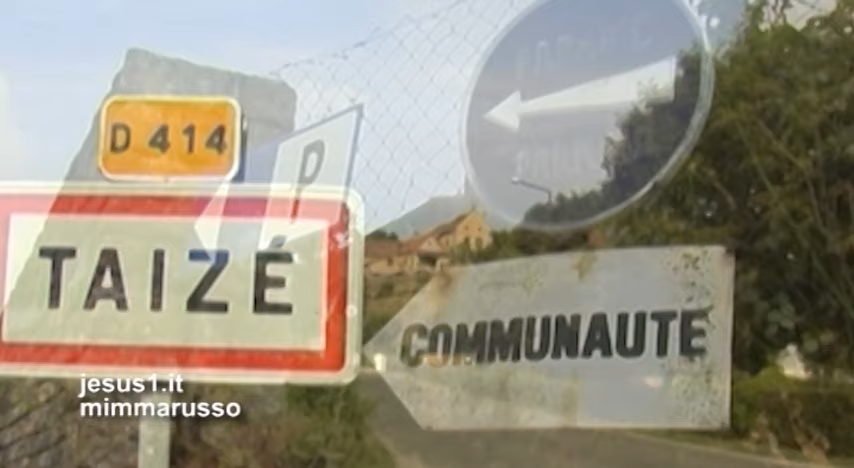 D 414
P
TAIZÉ
COMMUNAUTE
jesus1.it
mimmarusso